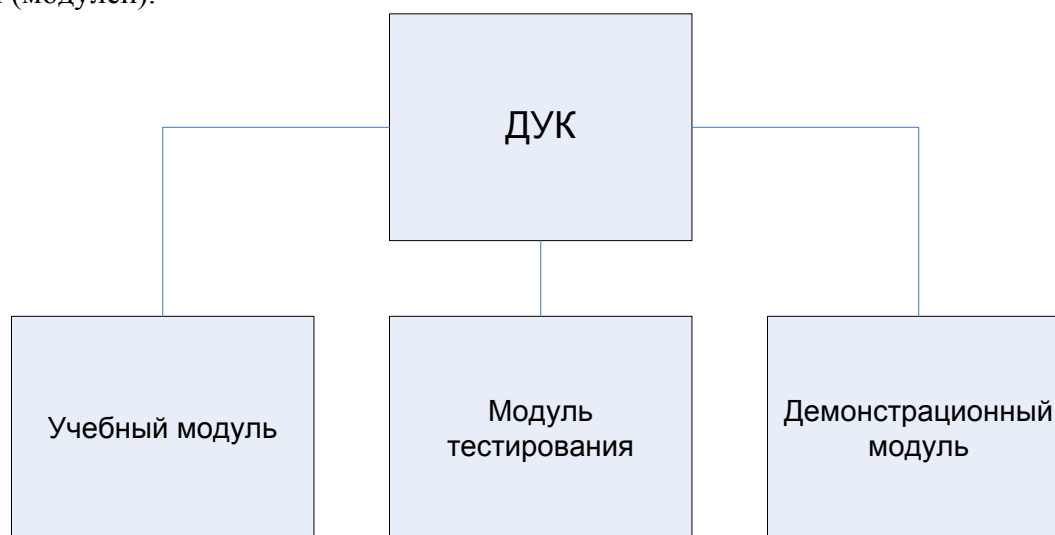 (модулей).
ДУК
Учебный модуль
Модуль
тестирования
Демонстрационный
модуль